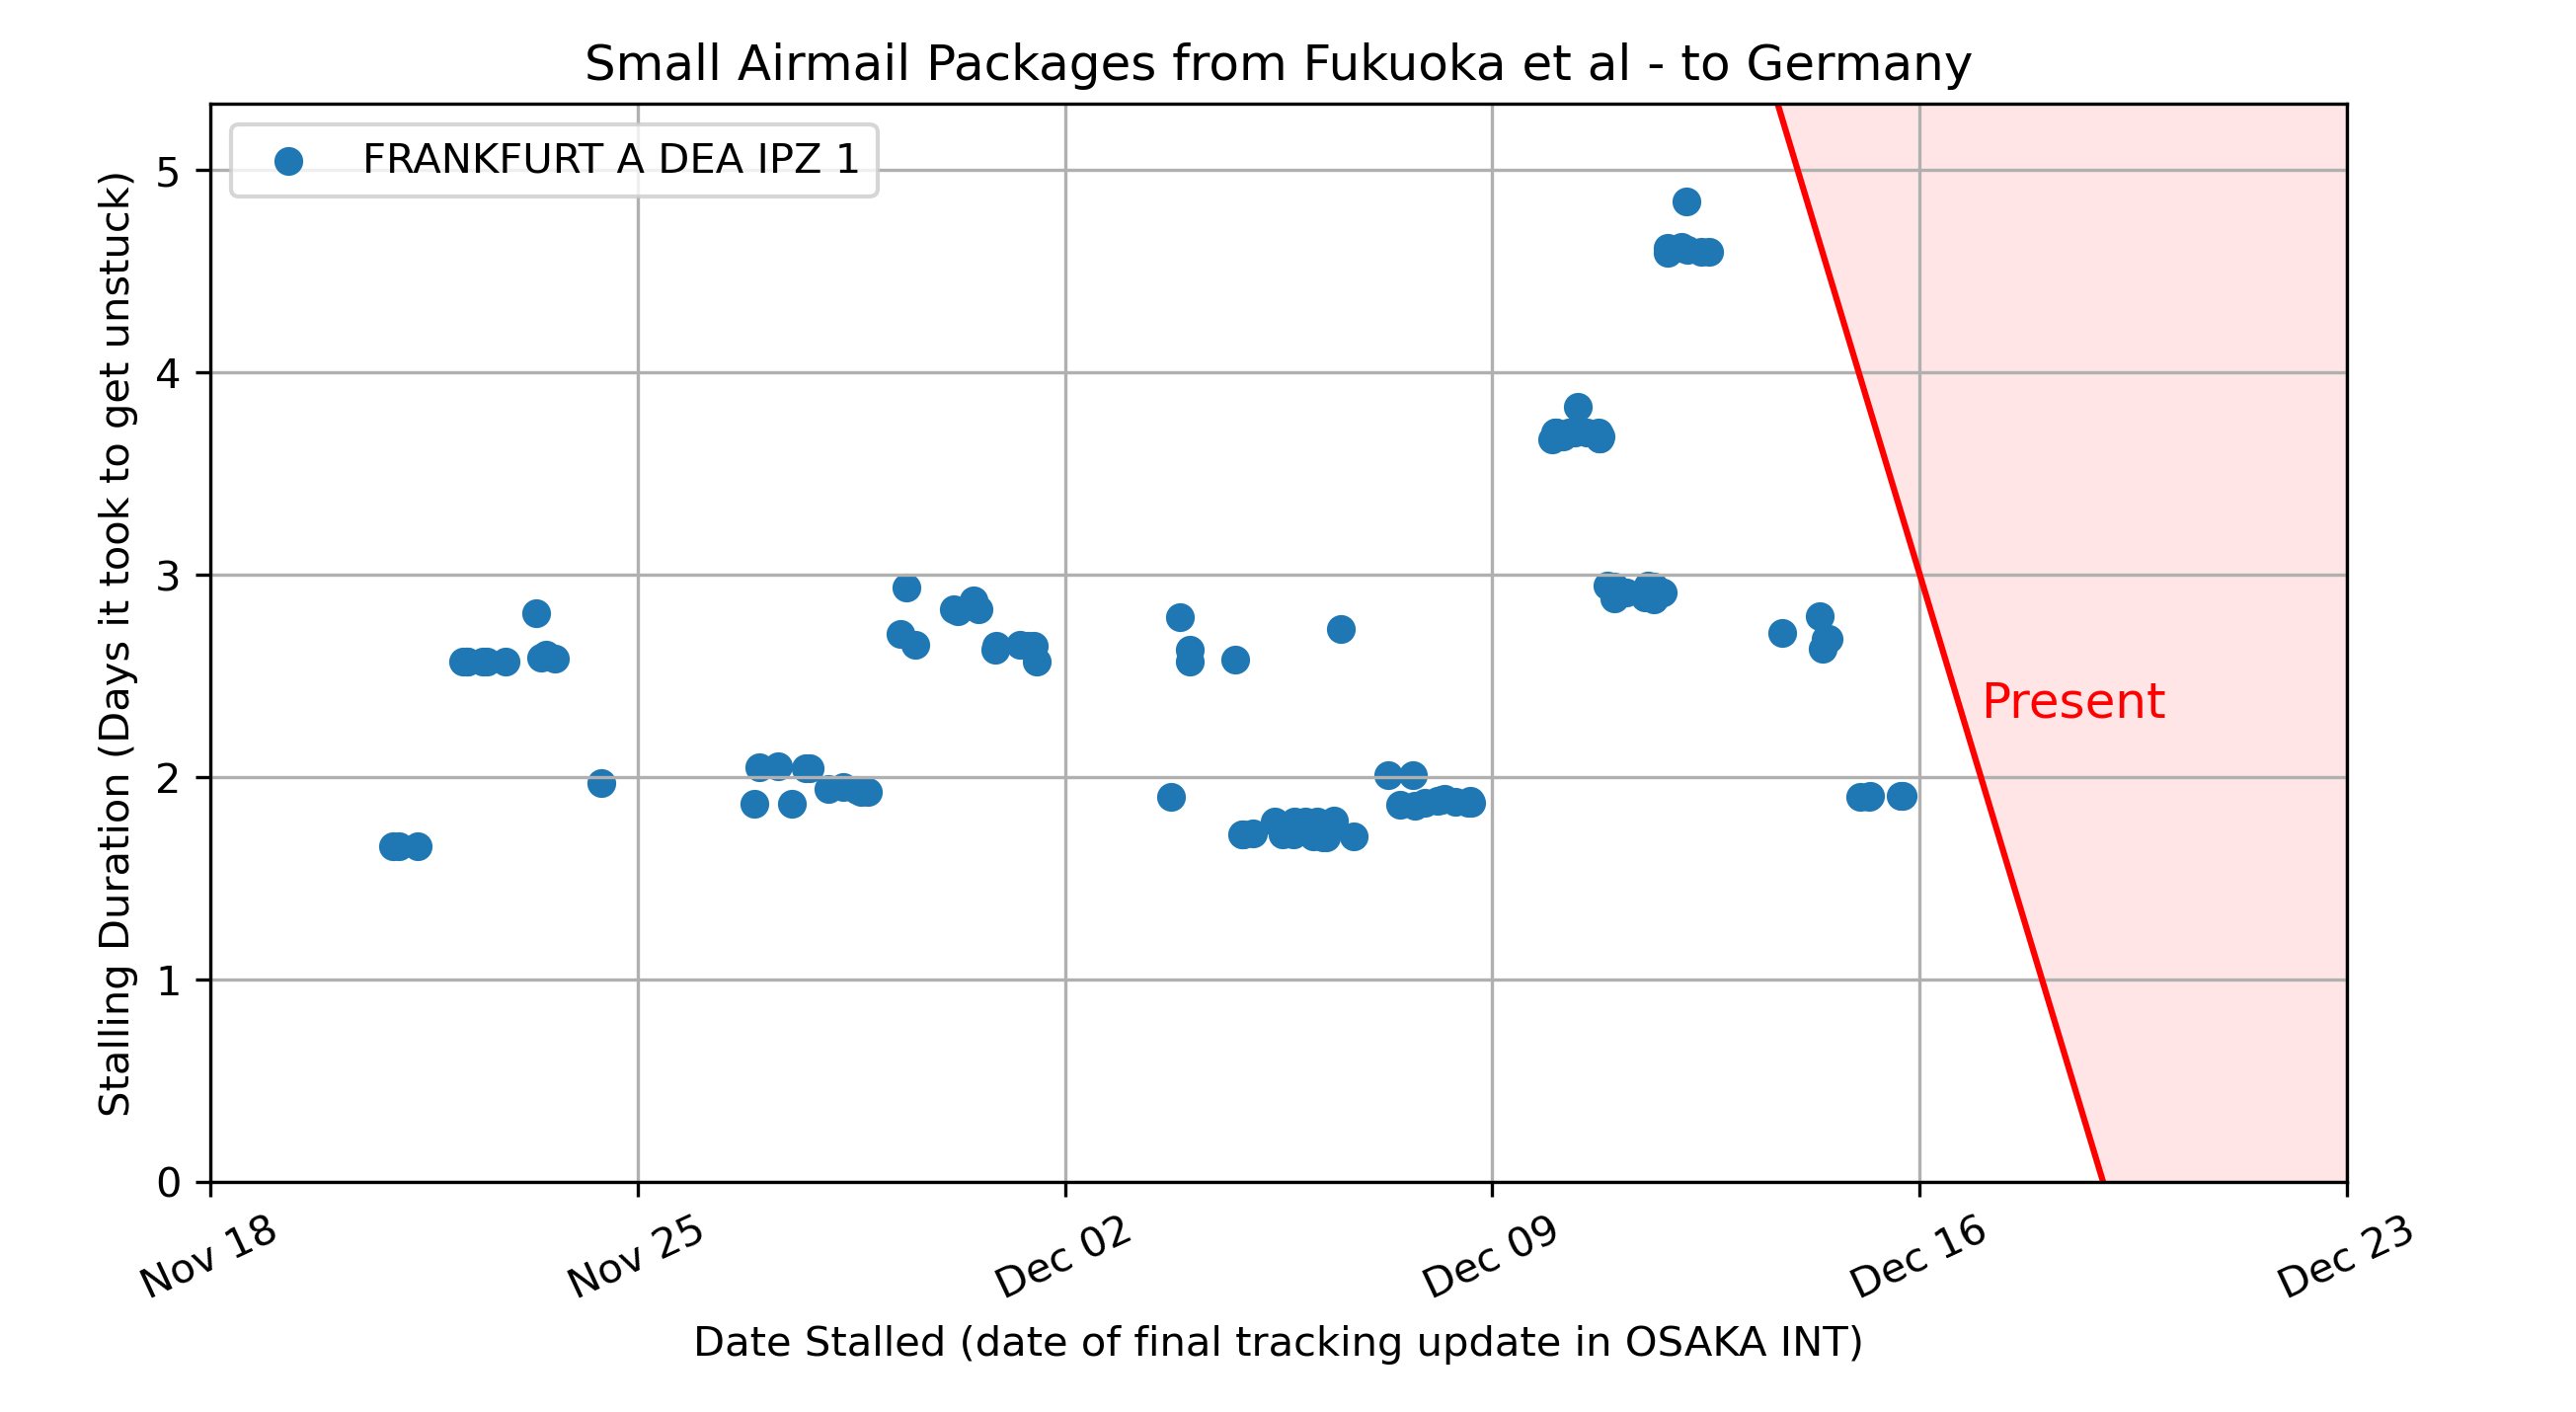 Small Airmail Packages from Fukuoka et al - to Germany
FRANKFURT A DEA IPZ 1
Stalling Duration (Days it took to get unstuck)
5
4
3
2
1
0
Present
Nov 18
Nov 25
Dec 02
Dec 09
Dec 16
Dec 23
Date Stalled (date of final tracking update in OSAKA INT)